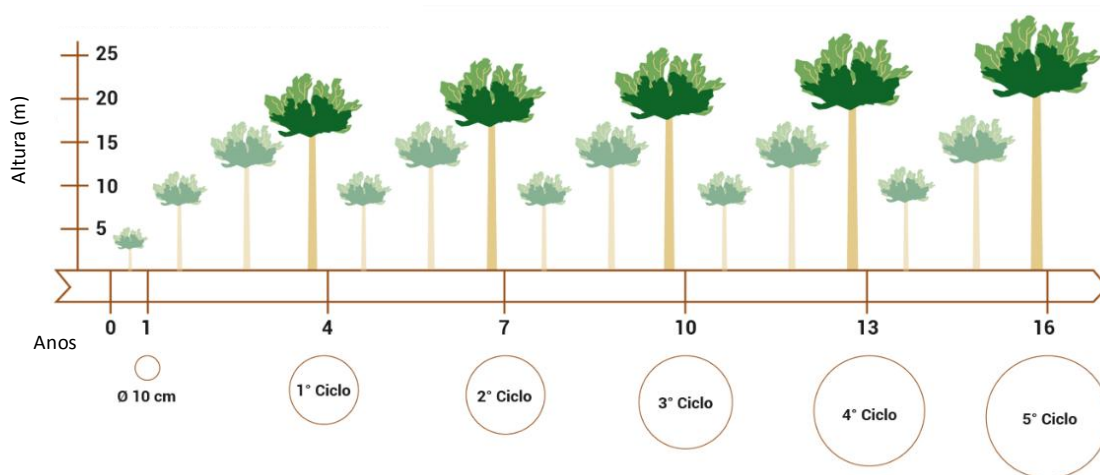 25
20
15
10
5
Altura (m)
0 1 4 7 10 13 16
Anos
Ø 10 cm
1° Ciclo
2° Ciclo
3° Ciclo
4° Ciclo
5° Ciclo